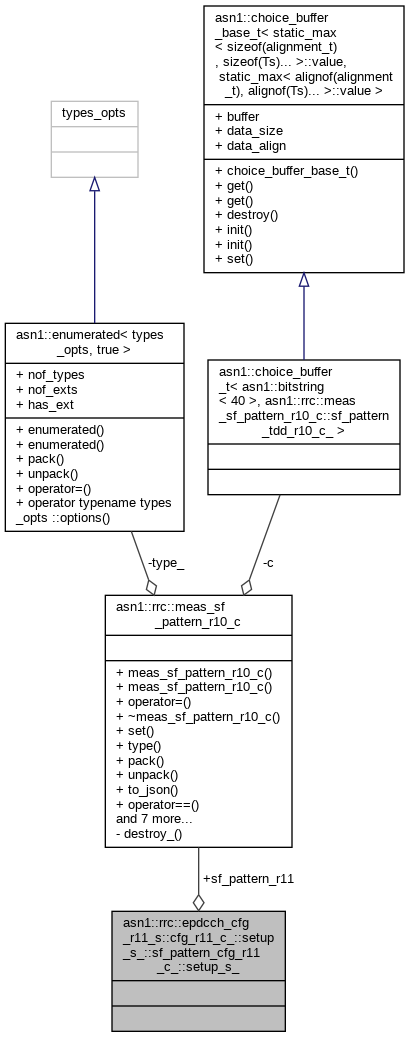 asn1::choice_buffer
_base_t< static_max
< sizeof(alignment_t)
, sizeof(Ts)... >::value,
static_max< alignof(alignment
_t), alignof(Ts)... >::value >
+ buffer
+ data_size
+ data_align
+ choice_buffer_base_t()
+ get()
+ get()
+ destroy()
+ init()
+ init()
+ set()
types_opts
asn1::enumerated< types
_opts, true >
+ nof_types
+ nof_exts
+ has_ext
+ enumerated()
+ enumerated()
+ pack()
+ unpack()
+ operator=()
+ operator typename types
_opts ::options()
asn1::choice_buffer
_t< asn1::bitstring
< 40 >, asn1::rrc::meas
_sf_pattern_r10_c::sf_pattern
_tdd_r10_c_ >
-type_
-c
asn1::rrc::meas_sf
_pattern_r10_c
+ meas_sf_pattern_r10_c()
+ meas_sf_pattern_r10_c()
+ operator=()
+ ~meas_sf_pattern_r10_c()
+ set()
+ type()
+ pack()
+ unpack()
+ to_json()
+ operator==()
and 7 more...
- destroy_()
+sf_pattern_r11
asn1::rrc::epdcch_cfg
_r11_s::cfg_r11_c_::setup
_s_::sf_pattern_cfg_r11
_c_::setup_s_